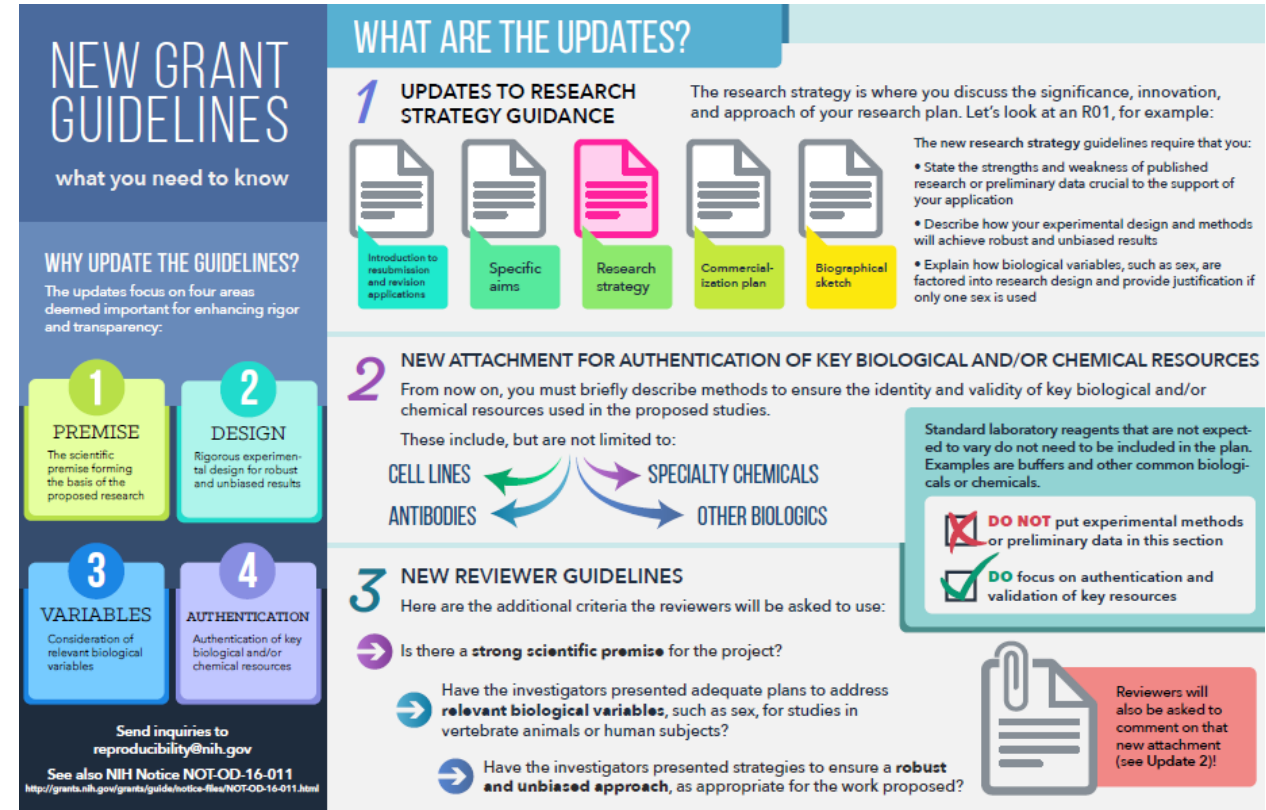 NEW GRANT
GUIDELINES
what you need to know
WHY UPDATE THE GUIDELINES?
The updates focus on four areas
deemed important for enhancing rigor
and transparency:
1
PREMISE
The scientific
premise forming
the basis of the
proposed research
2
DESIGN
Rigorous experimen-
tal design for robust
and unbiased results
3
VARIABLES
Consideration of
relevant biological
variables
4
AUTHENTICATION
Authentication of key
biological and/or
chemical resources
Send inquiries to
reproducibility@nih.gov
See also NIH Notice NOT-OD-16-011
http://grants.nih.gov/grants/guide/notice-files/NOT-OD-16-011.html
WHAT ARE THE UPDATES?
1
UPDATES TO RESEARCH
STRATEGY GUIDANCE
The research strategy is where you discuss the significance, innovation,
and approach of your research plan. Let's look at an R01, for example:
Introduction to
resubmission
and revision
applications
Specific
aims
Research
strategy
Commercial-
ization plan
Biographical
sketch
The new research strategy guidelines require that you:
• State the strengths and weakness of published
research or preliminary data crucial to the support of
your application
• Describe how your experimental design and methods
will achieve robust and unbiased results
• Explain how biological variables, such as sex, are
factored into research design and provide justification if
only one sex is used
2
NEW ATTACHMENT FOR AUTHENTICATION OF KEY BIOLOGICAL AND/OR CHEMICAL RESOURCES
From now on, you must briefly describe methods to ensure the identity and validity of key biological and/or
chemical resources used in the proposed studies.
These include, but are not limited to:
CELL LINES
SPECIALTY CHEMICALS
ANTIBODIES
OTHER BIOLOGICS
Standard laboratory reagents that are not expect-
ed to vary do not need to be included in the plan.
Examples are buffers and other common biologi-
cals or chemicals.
DO NOT put experimental methods
or preliminary data in this section
DO focus on authentication and
validation of key resources
3
NEW REVIEWER GUIDELINES
Here are the additional criteria the reviewers will be asked to use:
Is there a strong scientific premise for the project?
Have the investigators presented adequate plans to address
relevant biological variables, such as sex, for studies in
vertebrate animals or human subjects?
Have the investigators presented strategies to ensure a robust
and unbiased approach, as appropriate for the work proposed?
Reviewers will
also be asked to
comment on that
new attachment
(see Update 2)!